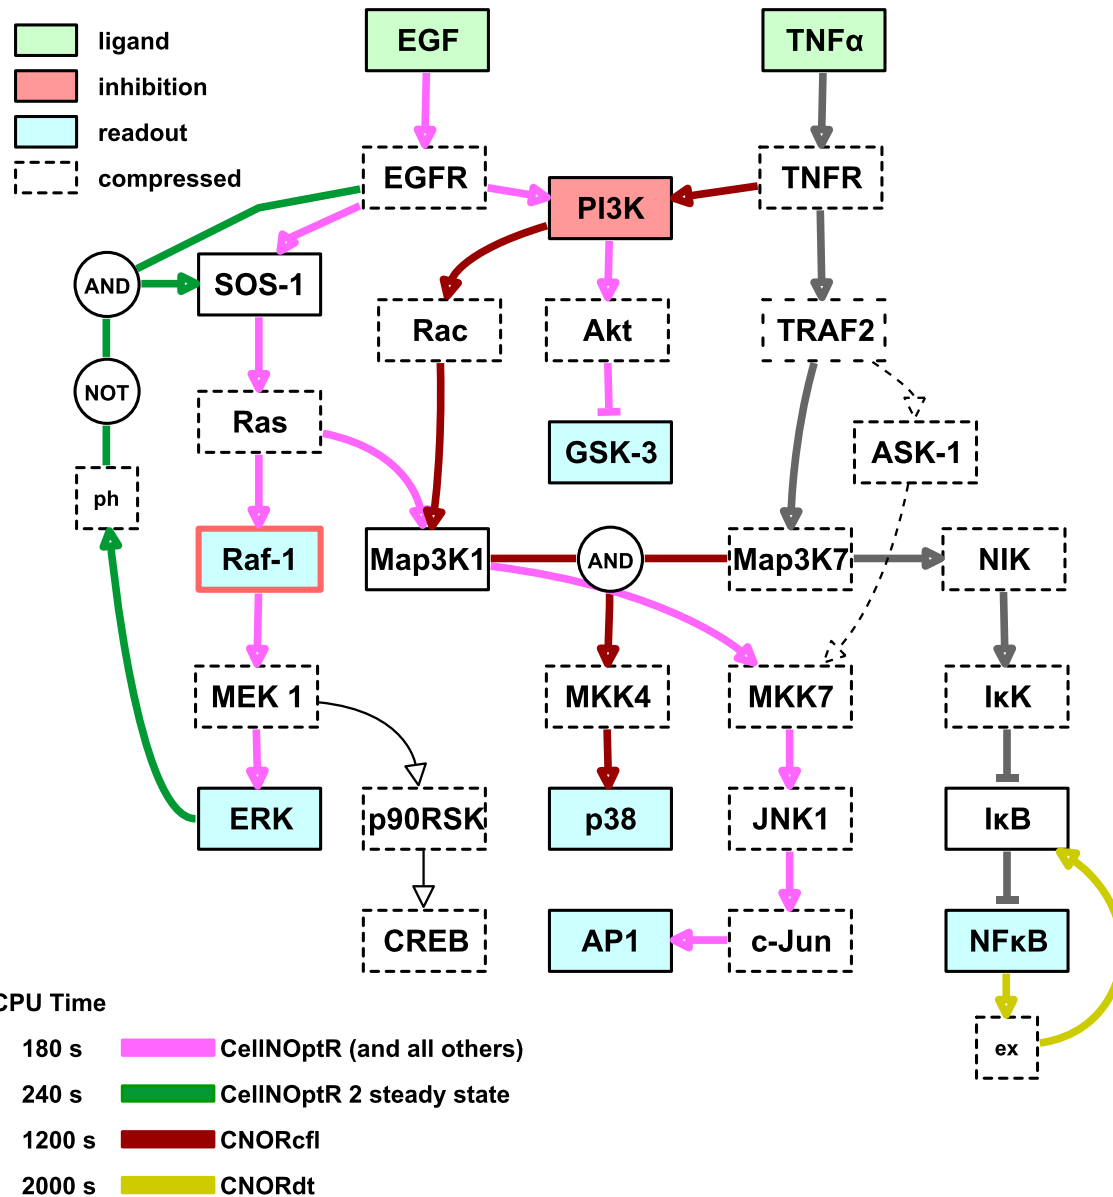 ligand
EGF
TNFα
inhibition
readout
compressed
EGFR
TNFR
PI3K
AND
SOS-1
Rac
Akt
TRAF2
NOT
Ras
GSK-3
ASK-1
ph
Raf-1
Map3K1
AND
Map3K7
NIK
MEK 1
MKK4
MKK7
IκK
ERK
p90RSK
p38
JNK1
IκB
CREB
AP1
c-Jun
NFκB
CPU Time
ex
180 s CellNOptR (and all others)
240 s CellNOptR 2 steady state
1200 s CNORcfl
2000 s CNORdt